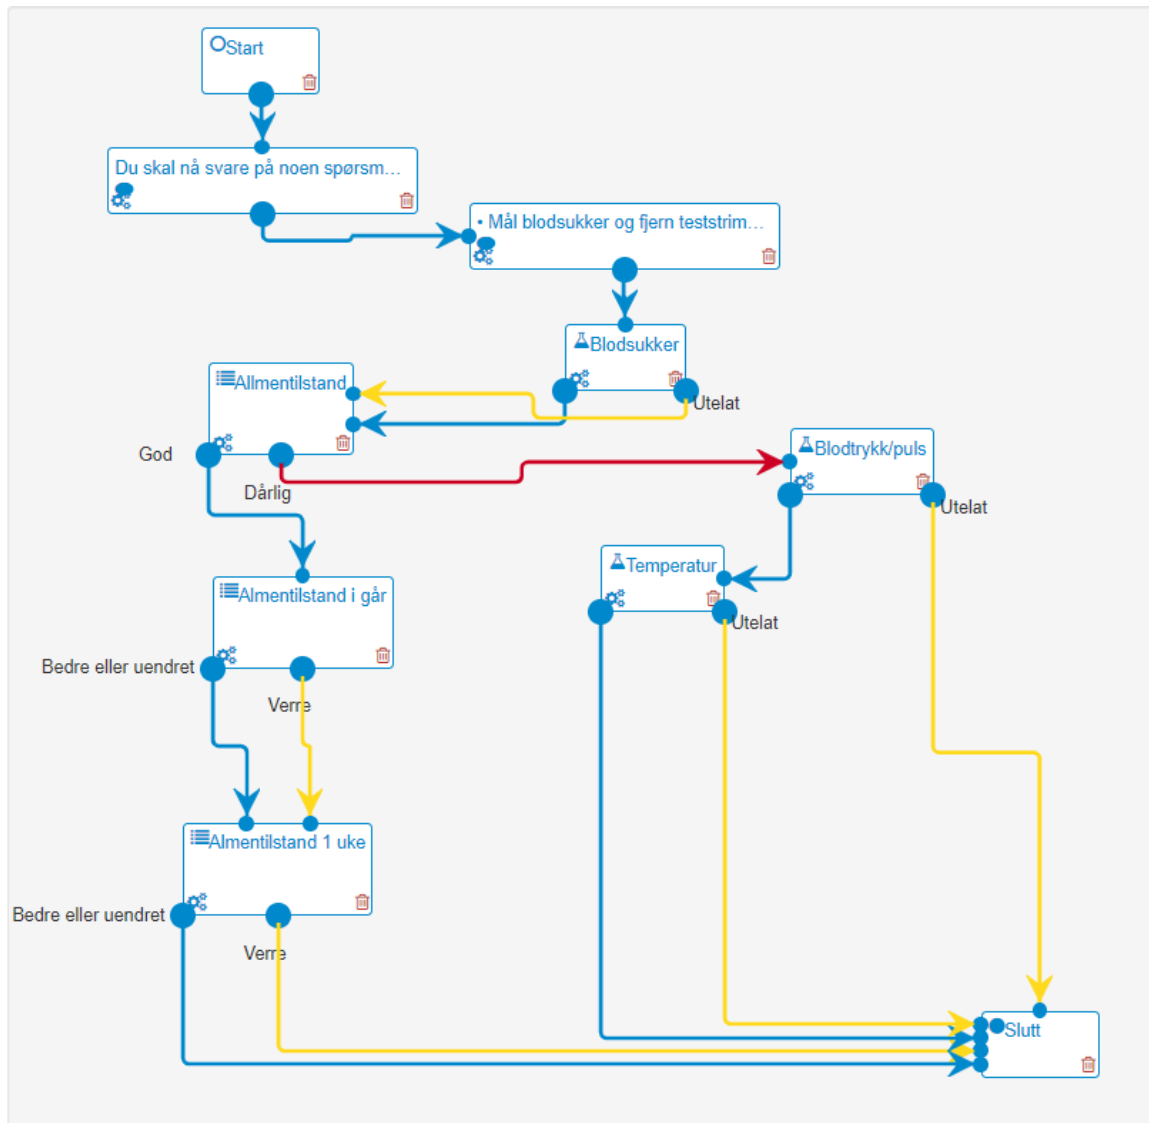 Start
Du skal nå svare på noen spørsm...
• Mål blodsukker og fjern teststrim...
Blodsukker
Utelat
Allmentilstand
God
Dårlig
Blodtrykk/puls
Utelat
Temperatur
Utelat
Almentilstand i går
Bedre eller uendret
Verre
Almentilstand 1 uke
Bedre eller uendret
Verre
Slutt